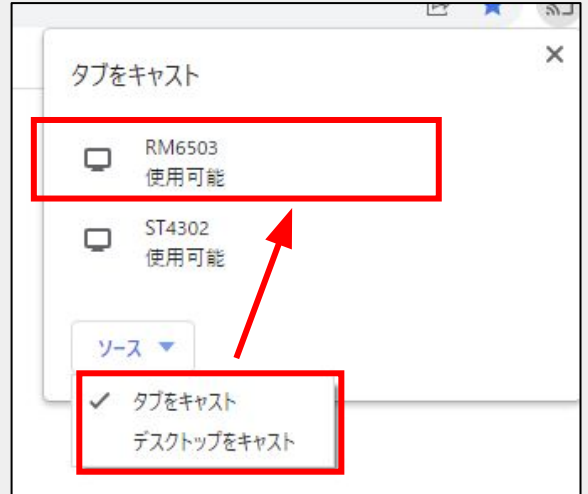 タブをキャスト
RM6503
使用可能
ST4302
使用可能
ソース
タブをキャスト
デスクトップをキャスト